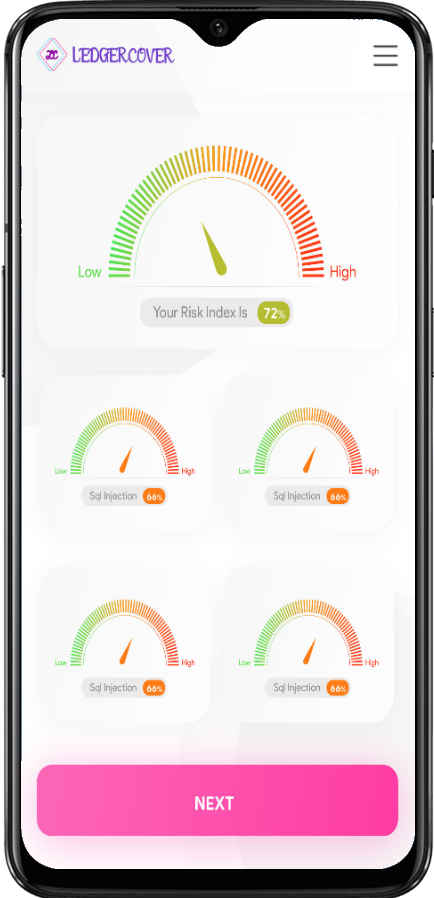 LC LEDGERCOVER
Low High
Your Risk Index Is 72%
Low High Low High
Sql Injection 66% Sql Injection 66%
Low High Low High
Sql Injection 66% Sql Injection 66%
NEXT